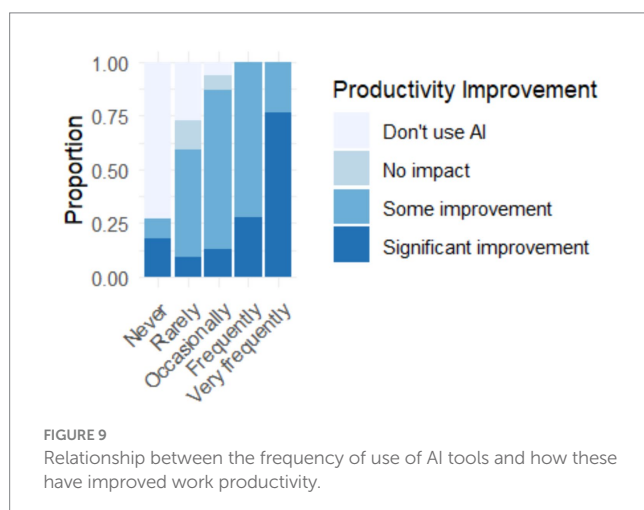 1.00
0.75
0.50
0.25
0.00
Proportion
Never
Rarely
Occasionally
Frequently
Very frequently
Productivity Improvement
Don't use AI
No impact
Some improvement
Significant improvement
FIGURE 9
Relationship between the frequency of use of AI tools and how these
have improved work productivity.